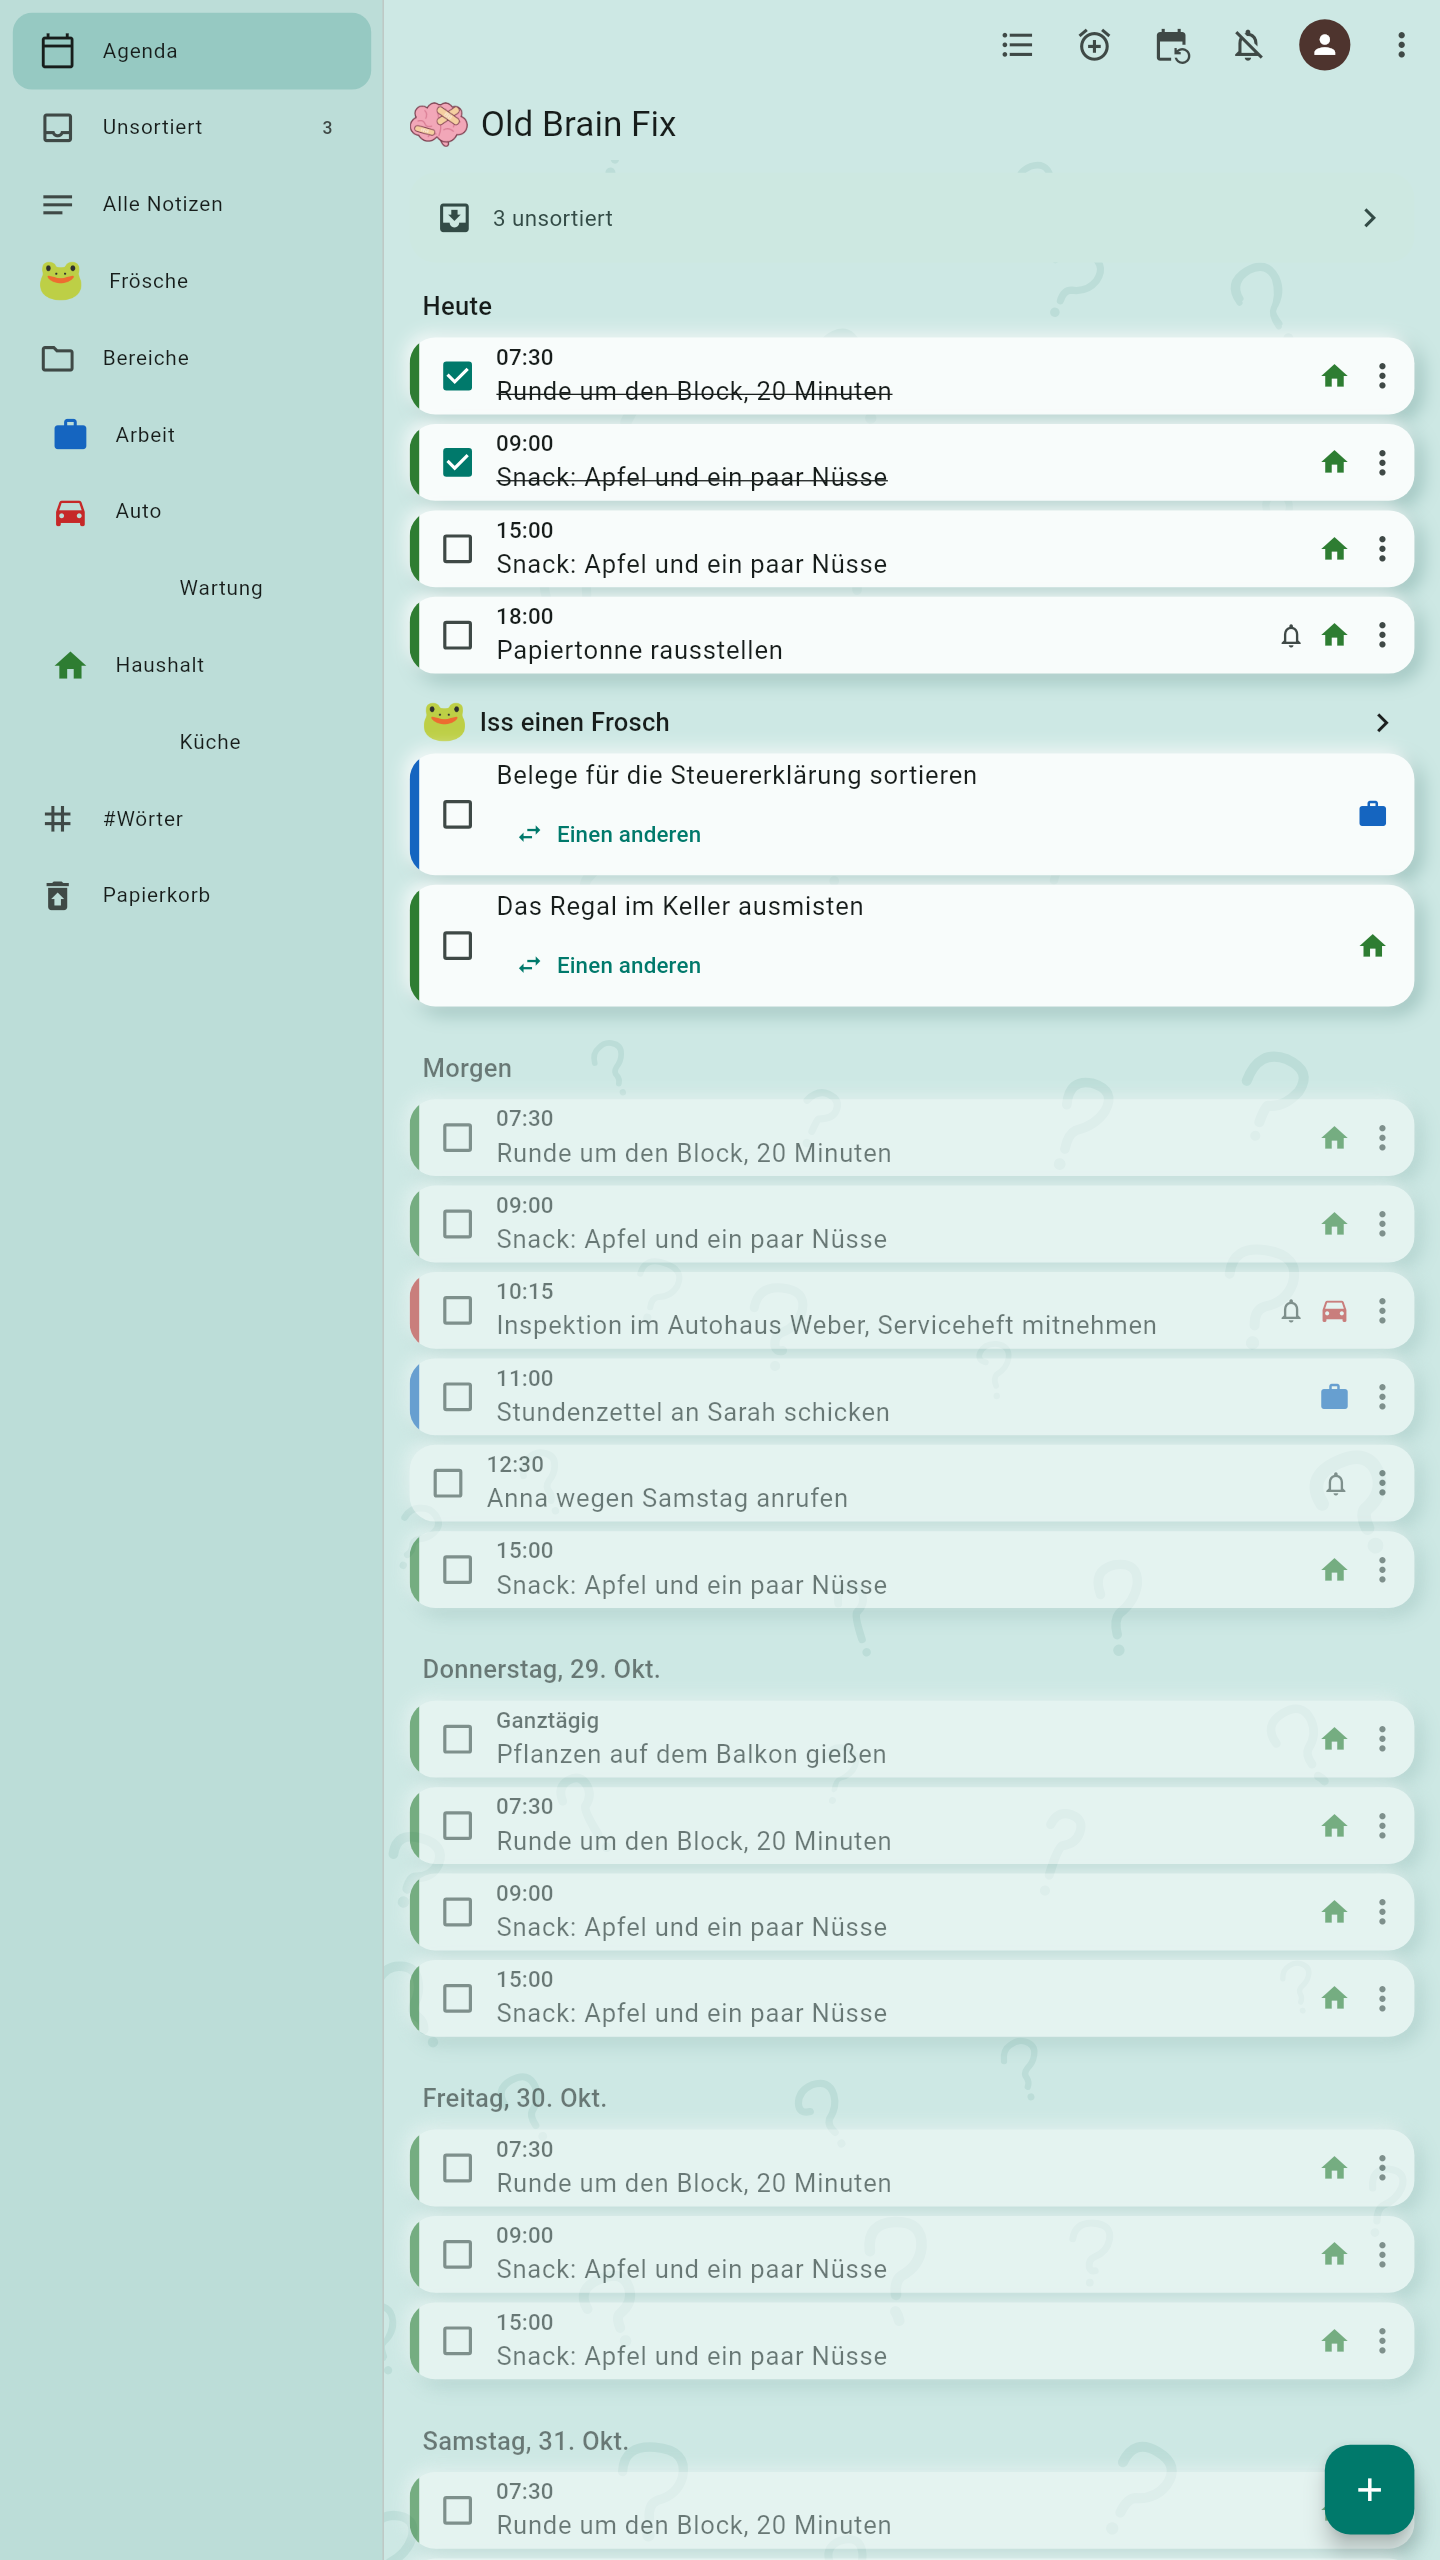 Agenda
Unsortiert 3
Alle Notizen
Frösche
Bereiche
Arbeit
Auto
Wartung
Haushalt
Küche
#Wörter
Papierkorb
Old Brain Fix
3 unsortiert
Heute
07:30
Runde um den Block, 20 Minuten
09:00
Snack: Apfel und ein paar Nüsse
15:00
Snack: Apfel und ein paar Nüsse
18:00
Papiertonne rausstellen
Iss einen Frosch
Belege für die Steuererklärung sortieren
Einen anderen
Das Regal im Keller ausmisten
Einen anderen
Morgen
07:30
Runde um den Block, 20 Minuten
09:00
Snack: Apfel und ein paar Nüsse
10:15
Inspektion im Autohaus Weber, Serviceheft mitnehmen
11:00
Stundenzettel an Sarah schicken
12:30
Anna wegen Samstag anrufen
15:00
Snack: Apfel und ein paar Nüsse
Donnerstag, 29. Okt.
Ganztägig
Pflanzen auf dem Balkon gießen
07:30
Runde um den Block, 20 Minuten
09:00
Snack: Apfel und ein paar Nüsse
15:00
Snack: Apfel und ein paar Nüsse
Freitag, 30. Okt.
07:30
Runde um den Block, 20 Minuten
09:00
Snack: Apfel und ein paar Nüsse
15:00
Snack: Apfel und ein paar Nüsse
Samstag, 31. Okt.
07:30
Runde um den Block, 20 Minuten